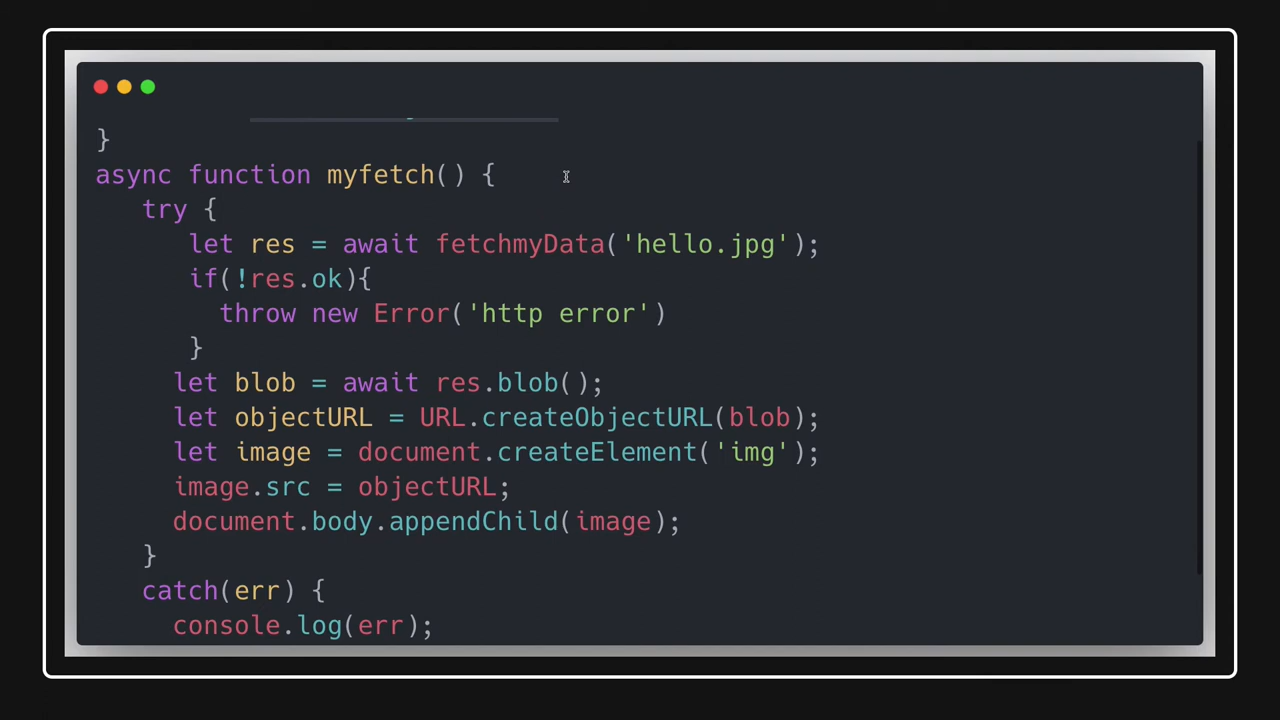 }
async function myfetch() {
try {
let res = await fetchmyData('hello.jpg');
if(!res.ok){
throw new Error('http error')
}
let blob = await res.blob();
let objectURL = URL.createObjectURL(blob);
let image = document.createElement('img');
image.src = objectURL;
document.body.appendChild(image);
}
catch(err) {
console.log(err);